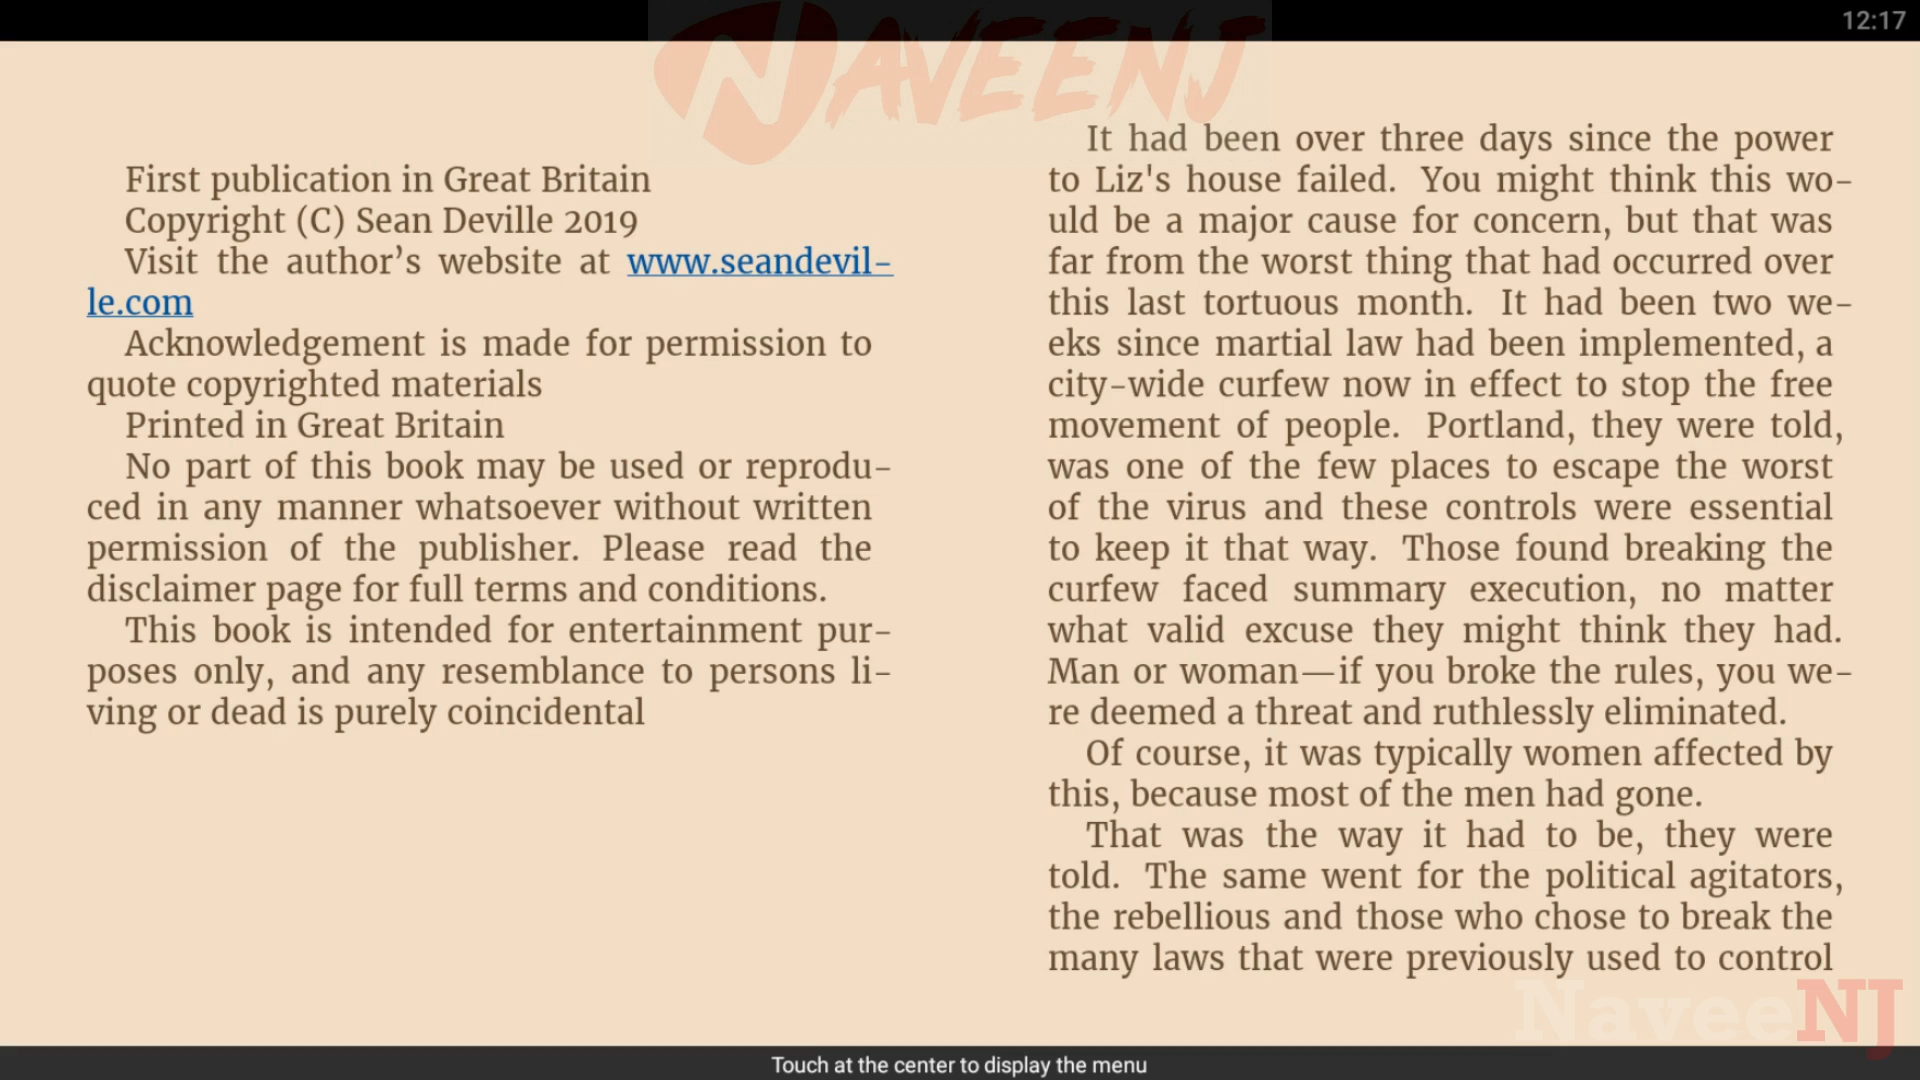 12:17
NAVEENJ
First publication in Great Britain
Copyright (C) Sean Deville 2019
Visit the author’s website at www.seandevil-
le.com
Acknowledgement is made for permission to
quote copyrighted materials
Printed in Great Britain
No part of this book may be used or reprodu-
ced in any manner whatsoever without written
permission of the publisher. Please read the
disclaimer page for full terms and conditions.
This book is intended for entertainment pur-
poses only, and any resemblance to persons li-
ving or dead is purely coincidental
It had been over three days since the power
to Liz's house failed. You might think this wo-
uld be a major cause for concern, but that was
far from the worst thing that had occurred over
this last tortuous month. It had been two we-
eks since martial law had been implemented, a
city-wide curfew now in effect to stop the free
movement of people. Portland, they were told,
was one of the few places to escape the worst
of the virus and these controls were essential
to keep it that way. Those found breaking the
curfew faced summary execution, no matter
what valid excuse they might think they had.
Man or woman—if you broke the rules, you we-
re deemed a threat and ruthlessly eliminated.
Of course, it was typically women affected by
this, because most of the men had gone.
That was the way it had to be, they were
told. The same went for the political agitators,
the rebellious and those who chose to break the
many laws that were previously used to control
NaveeNJ
Touch at the center to display the menu